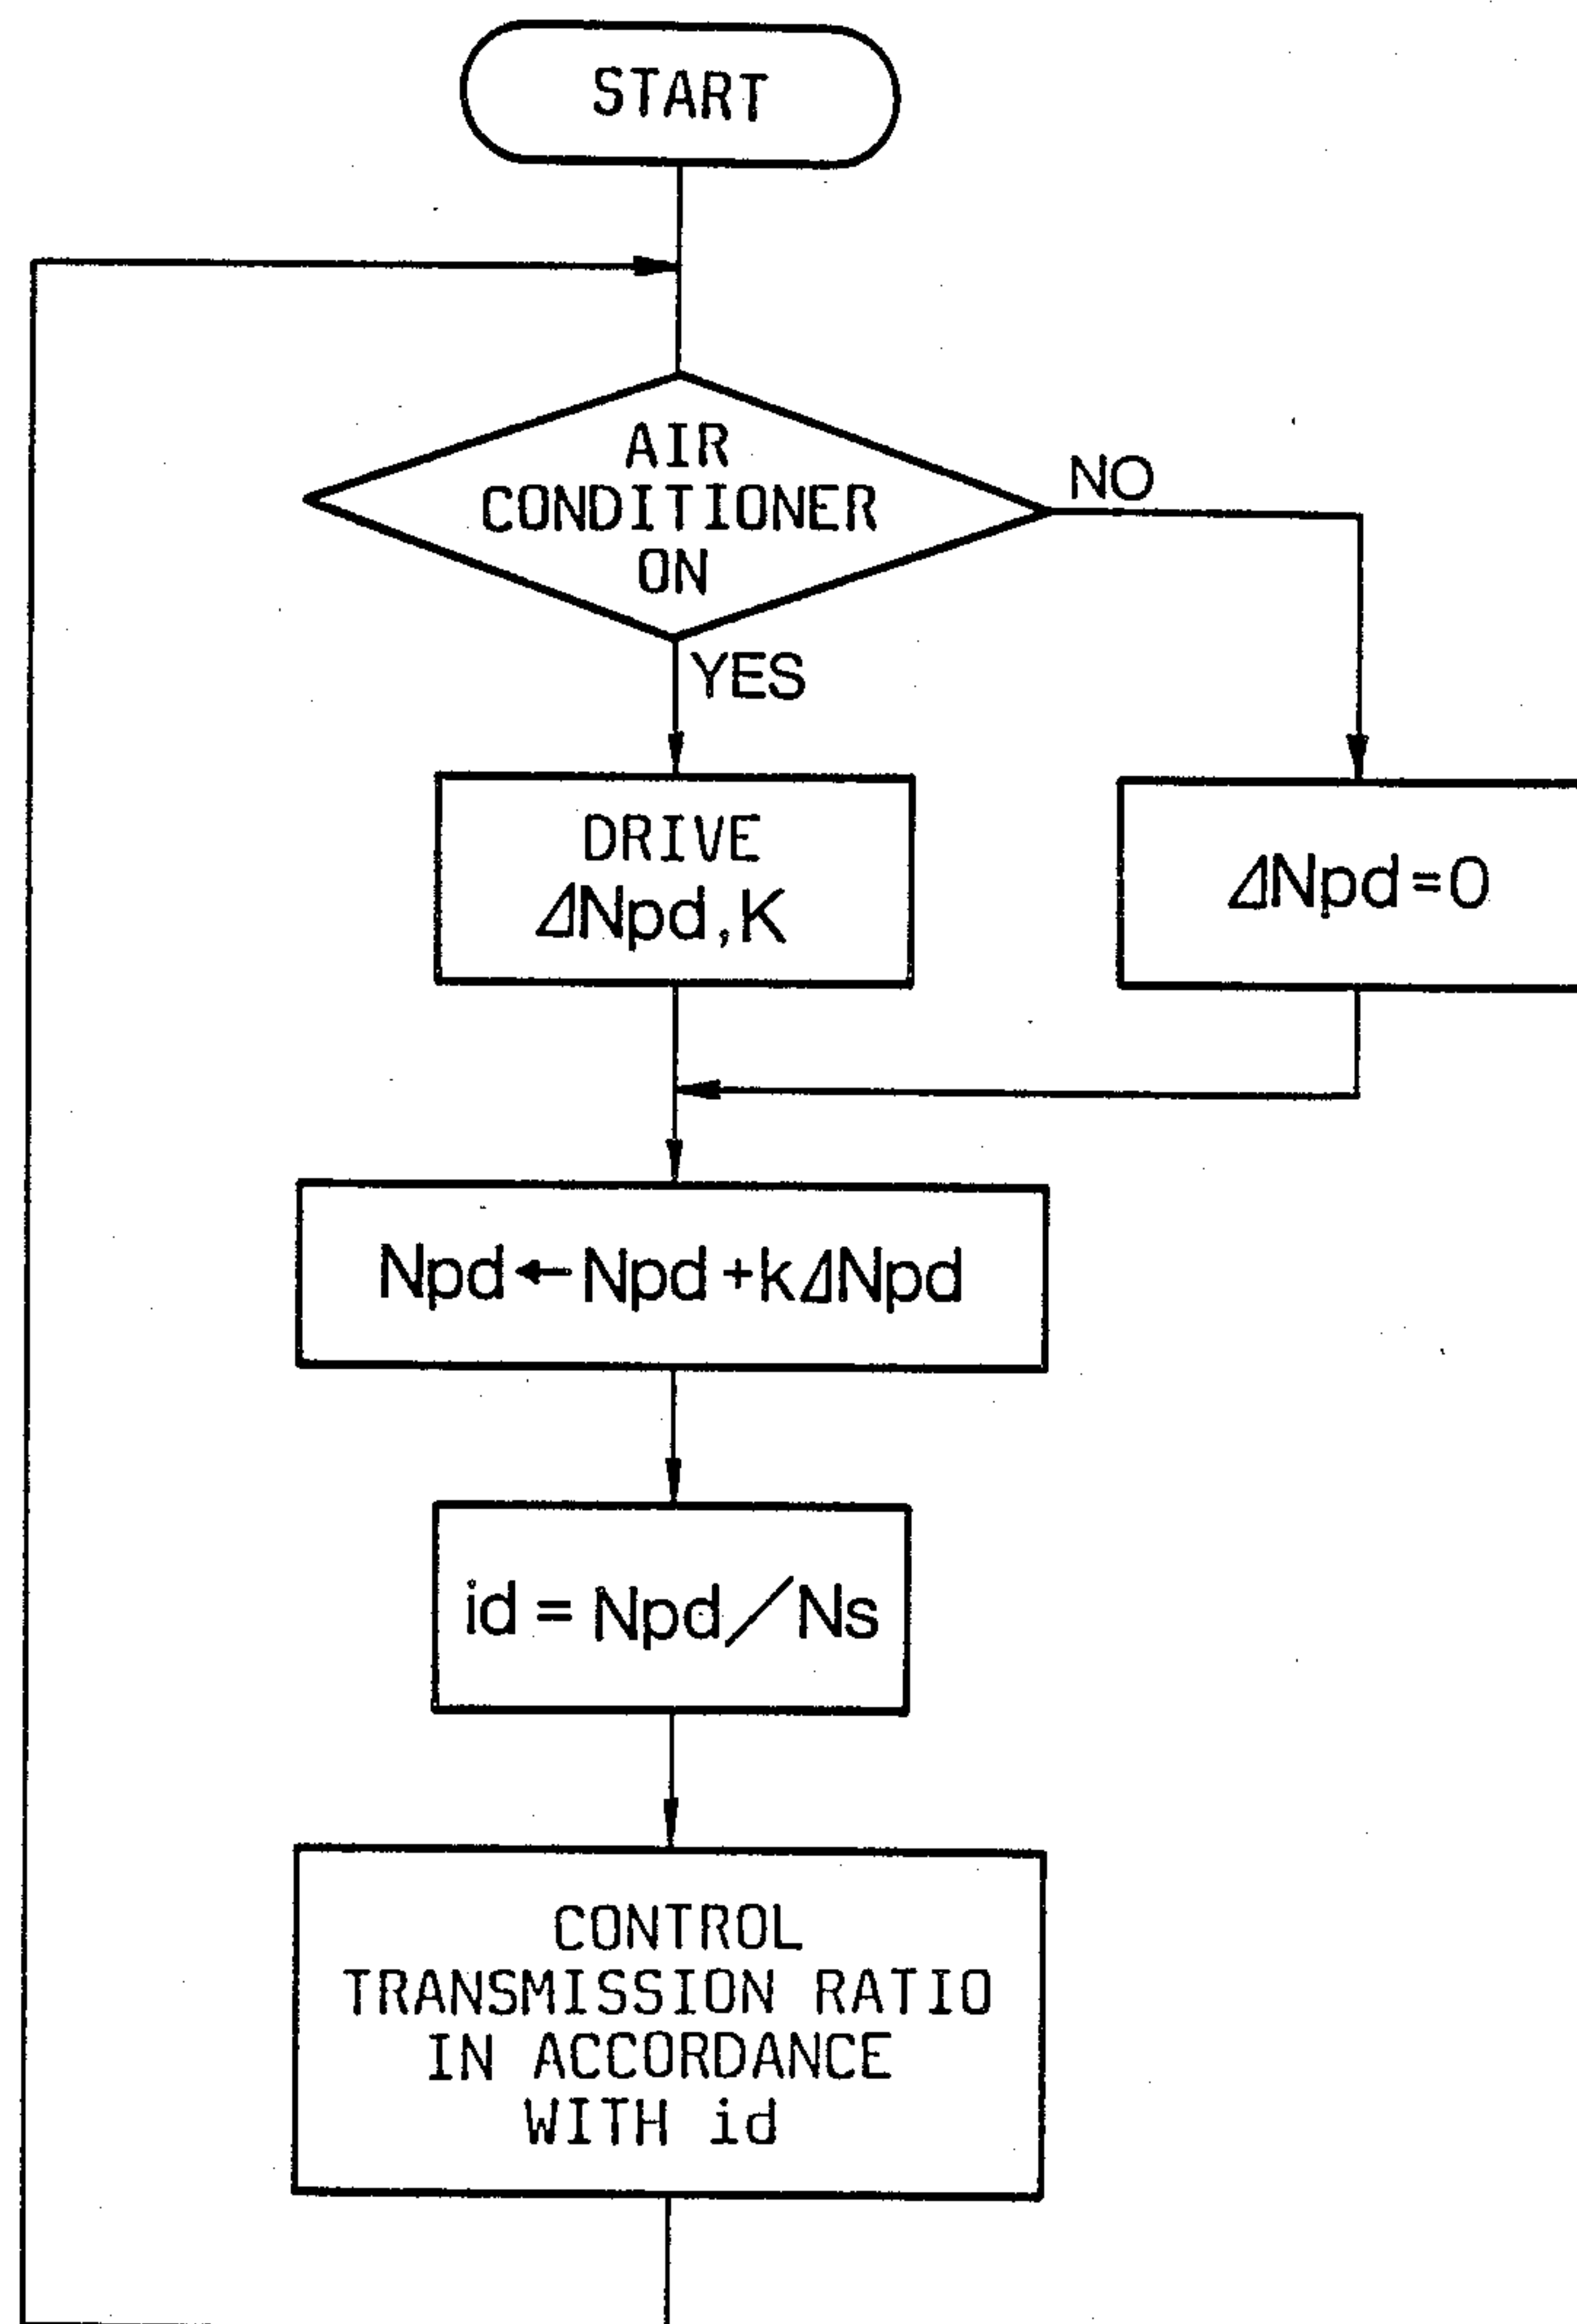 START
AIR
CONDITIONER
ON
NO
YES
DRIVE
ΔNpd,K
ΔNpd=0
Npd←Npd+kΔNpd
id=Npd/Ns
CONTROL
TRANSMISSION RATIO
IN ACCORDANCE
WITH id